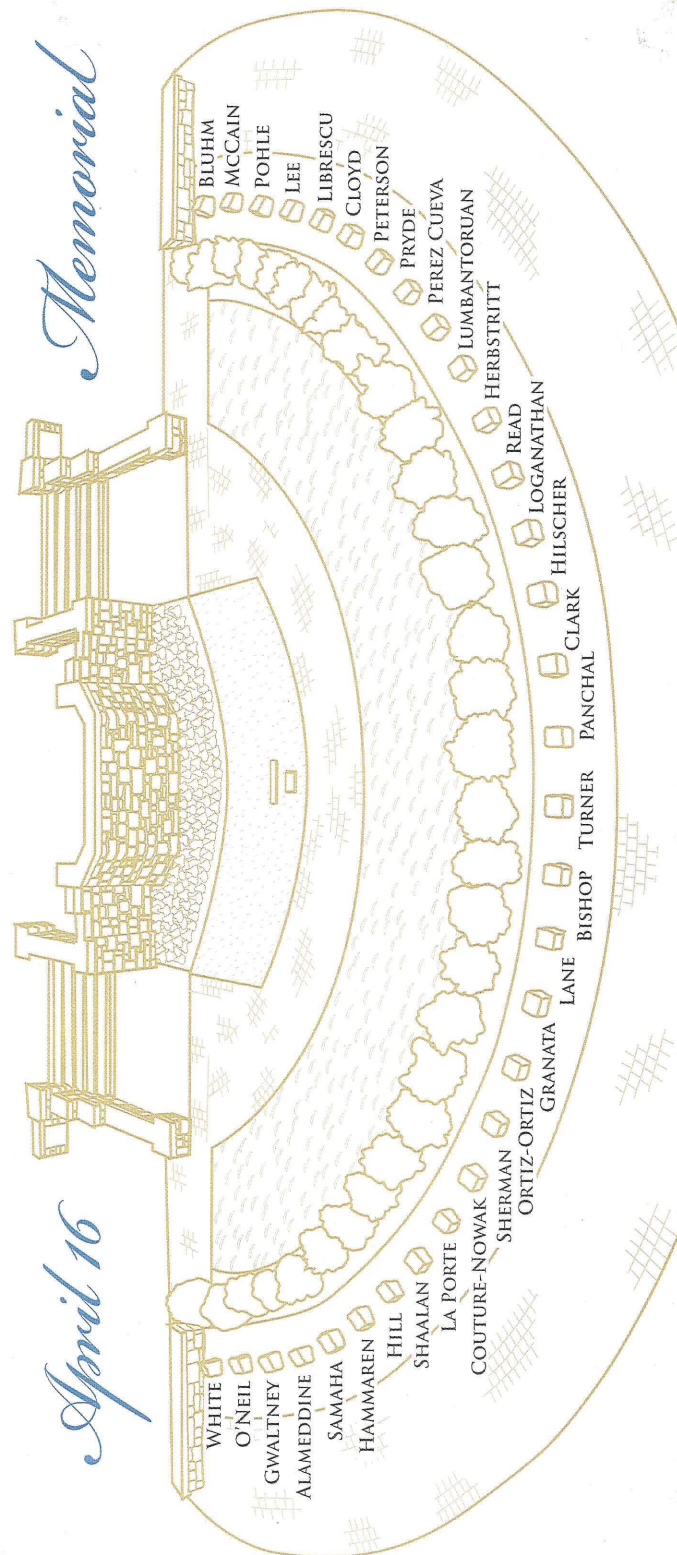 April 16 Memorial
White
O'Neil
Gwaltney
Alameddine
Samaha
Hammaren
Hill
Shaalan
La Porte
Couture-Nowak
Sherman
Ortiz-Ortiz
Granata
Lane
Bishop
Turner
Panchal
Clark
Hilscher
Loganathan
Read
Herbstritt
Lumbantoruan
Perez Cueva
Pryde
Peterson
Cloyd
Librescu
Lee
Pohle
McCain
Bluhm